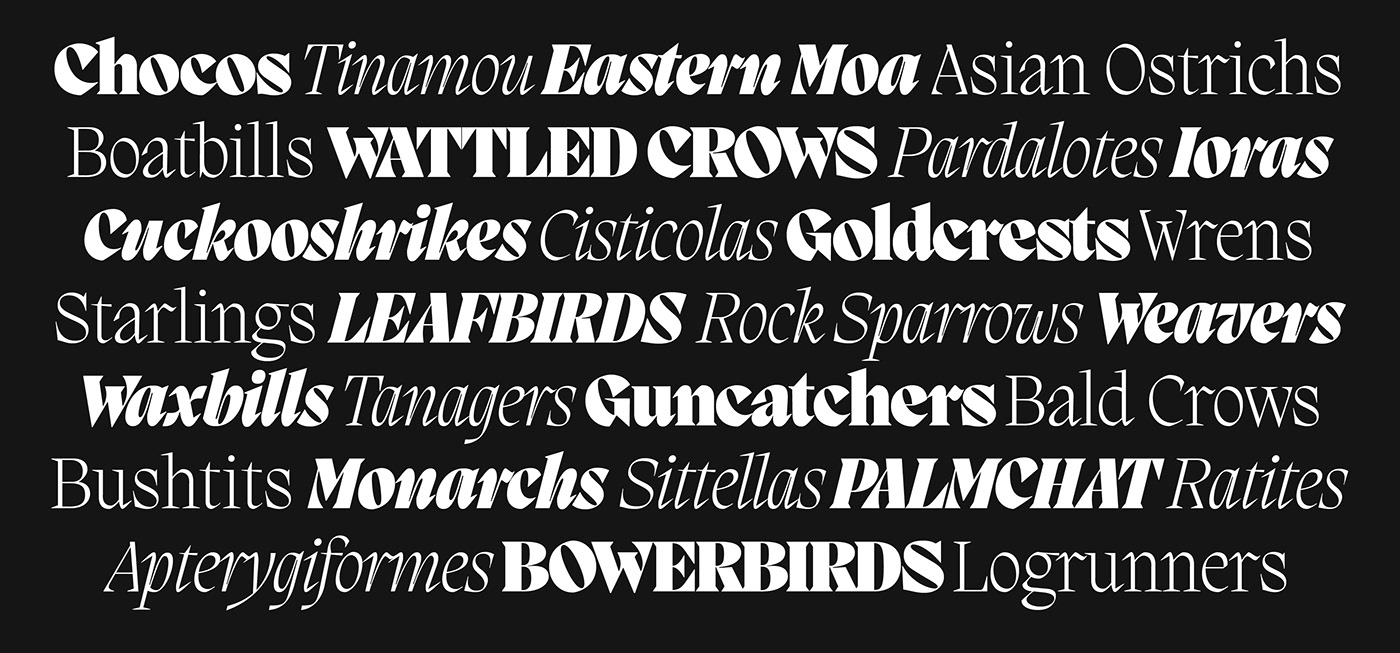 Chocos Tinamou Eastern Moa Asian Ostrichs
Boatbills WATTLED CROWS Pardalotes Ioras
Cuckooshrikes Cisticolas Goldcrests Wrens
Starlings LEAFBIRDS Rock Sparrows Weavers
Waxbills Tanagers Guncatchers Bald Crows
Bushtits Monarchs Sittellas PALMCHAT Ratites
Apterygiformes BOWERBIRDS Logrunners